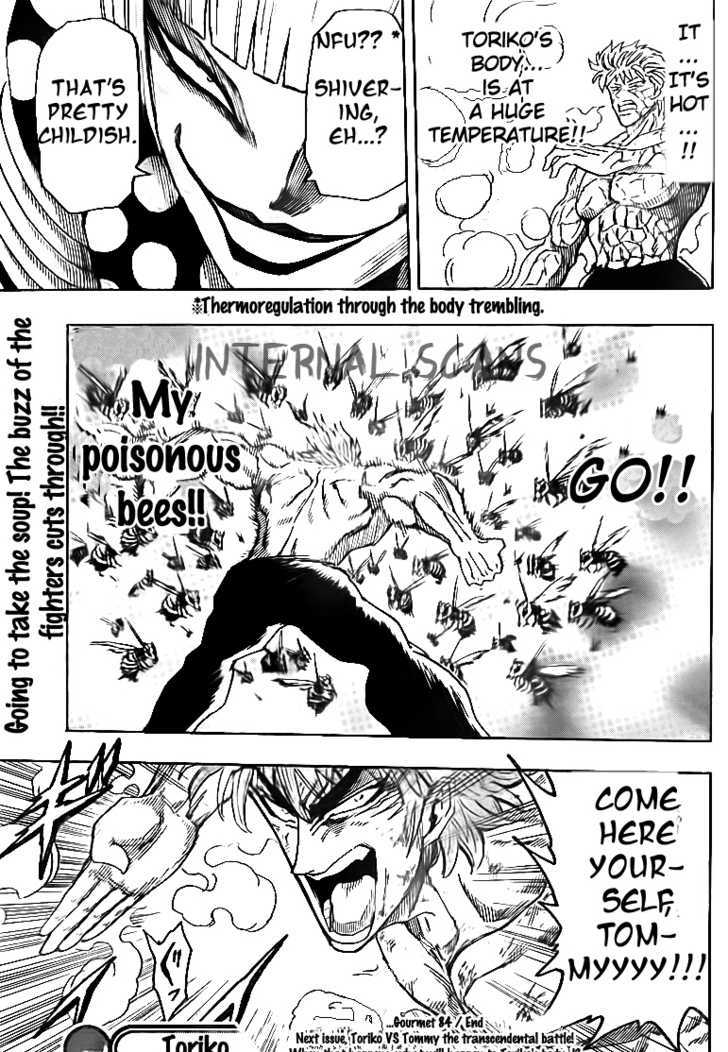 IT
...
IT'S
HOT
...
!!
TORIKO'S
BODY...
IS AT
A HUGE
TEMPERATURE!!
NFU?? *
SHIVER-
ING,
EH...?
THAT'S
PRETTY
CHILDISH.
※Thermoregulation through the body trembling.
Going to take the soup! The buzz of the
fighters cuts through!!
INTERNAL SCANS
GO!!
My
poisonous
bees!!
COME
HERE
YOUR-
SELF,
TOM-
MYYYY!!!
...Gourmet 84 / End
Next issue, Toriko VS Tommy the transcendental battle!
Toriko